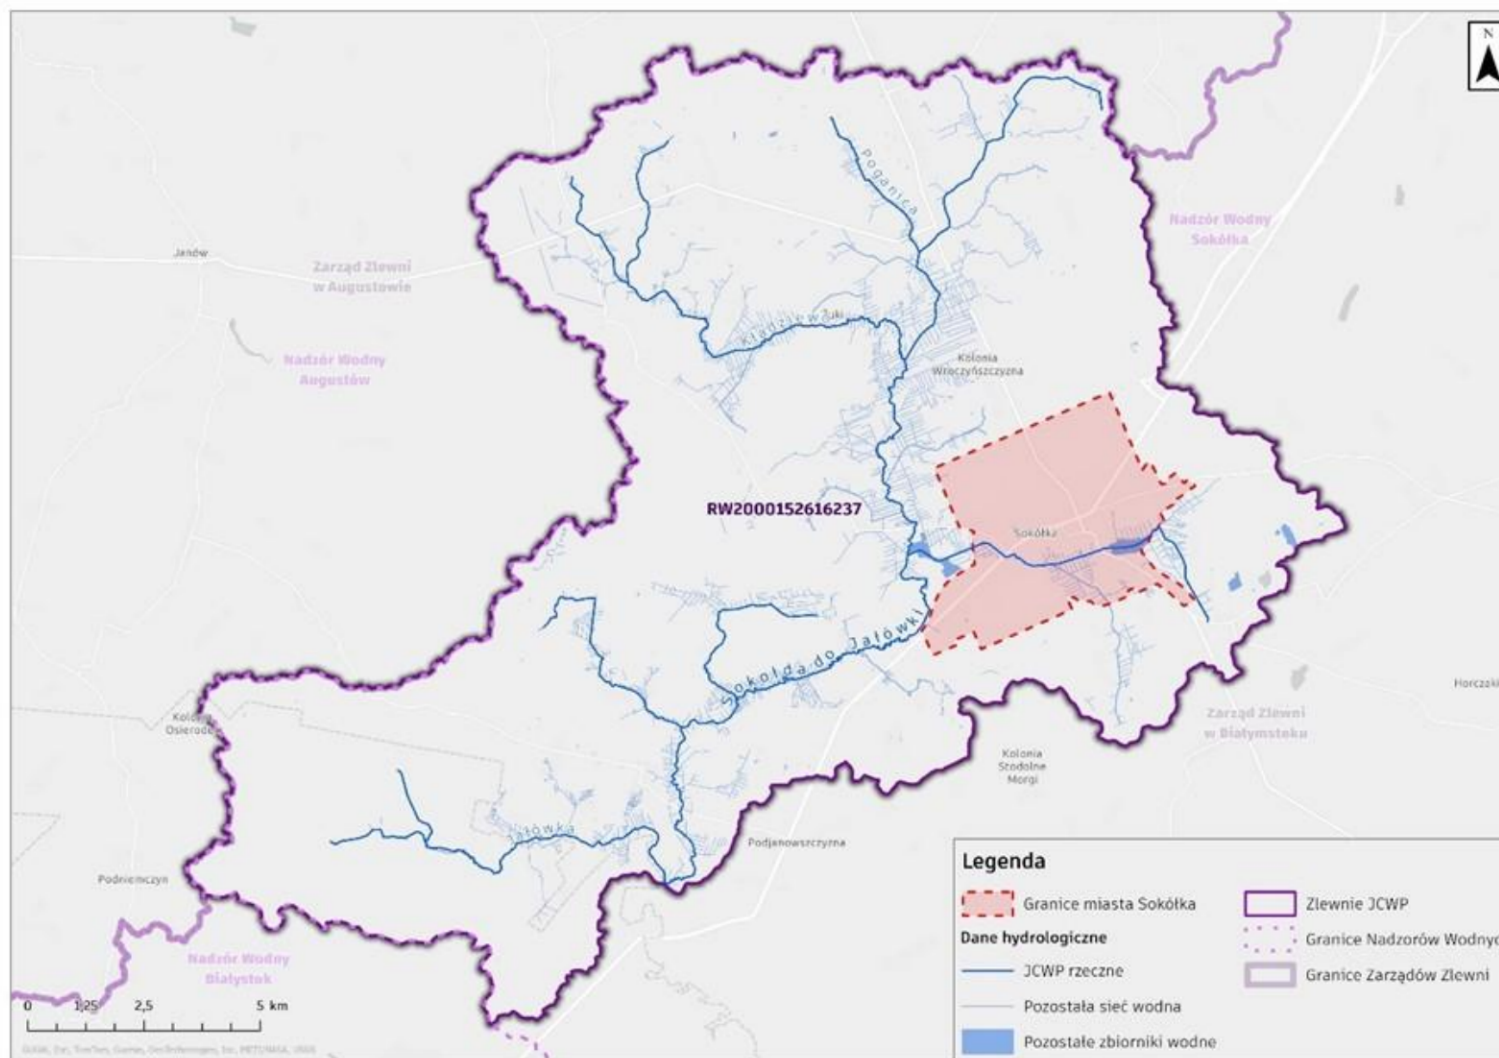 N
Poganica
Nadzór Wodny
Sokółka
Janów
Zarząd Zlewni
w Augustowie
Żuki
Nadzór Wodny
Augustów
Kolonia
Wroczyńszczyzna
RW2000152616237
Sokółka
Sokołda do Jałówki
Horczaki
Kolonia
Zarząd Zlewni
w Białymstoku
Kolonia
Stodolne
Morgi
Jałówka
Podjanowszczyzna
Podniemczyn
Nadzór Wodny
Białystok
0 1,25 2,5 5 km
Legenda
Granice miasta Sokółka
Dane hydrologiczne
JCWP rzeczne
Pozostała sieć wodna
Pozostałe zbiorniki wodne
Zlewnie JCWP
Granice Nadzorów Wodnyc
Granice Zarządów Zlewni